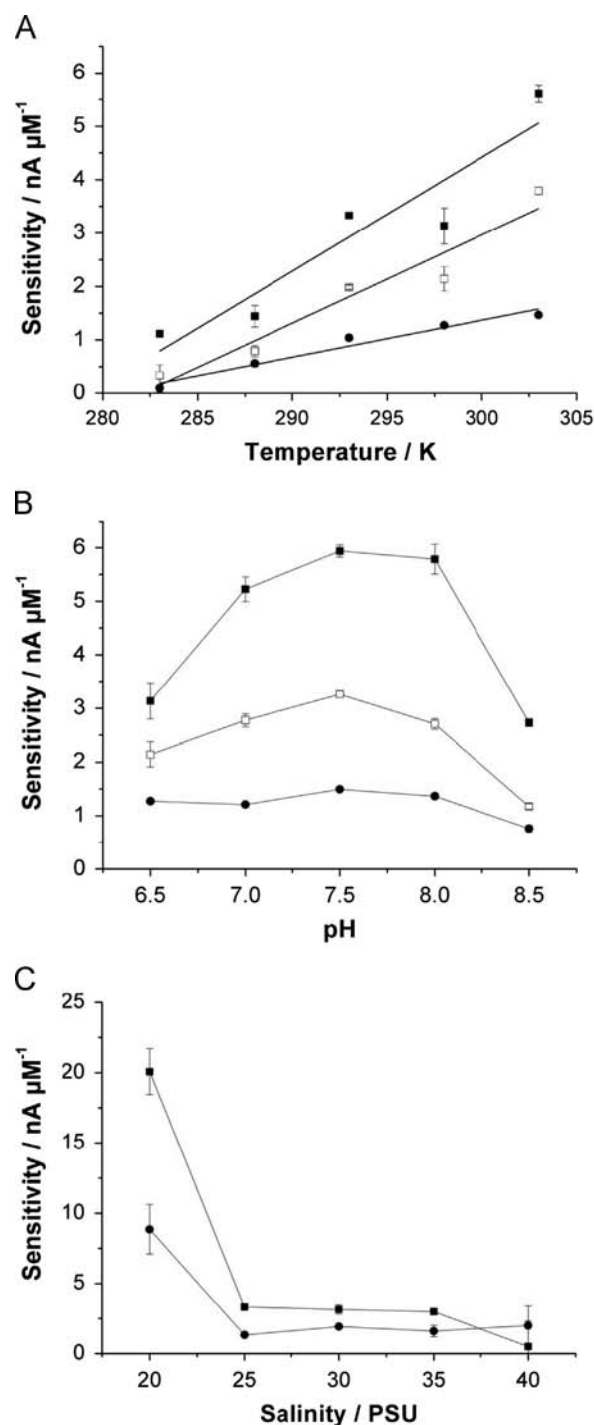 A
Sensitivity / nA µM⁻¹
6
5
4
3
2
1
0
280 285 290 295 300 305
Temperature / K
B
Sensitivity / nA µM⁻¹
6
5
4
3
2
1
0
6.5 7.0 7.5 8.0 8.5
pH
C
Sensitivity / nA µM⁻¹
25
20
15
10
5
0
20 25 30 35 40
Salinity / PSU